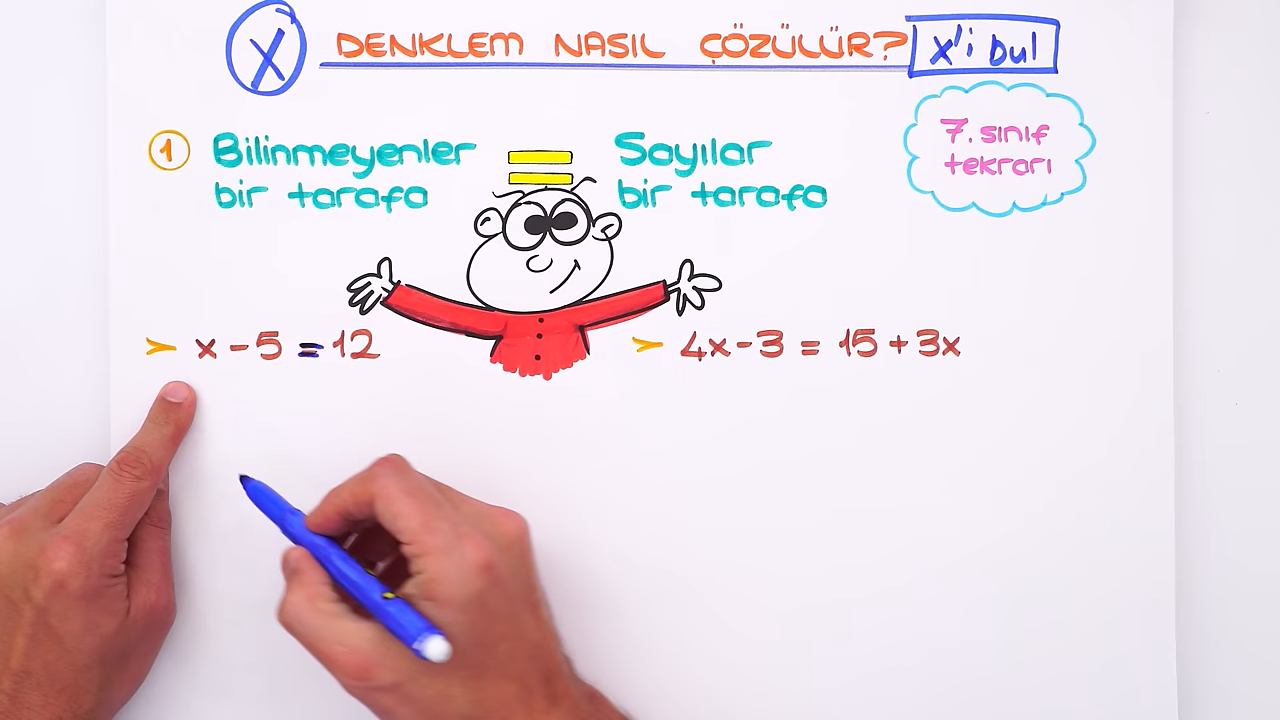 X DENKLEM NASIL ÇÖZÜLÜR? x'i bul
7. sınıf
tekrarı
1 Bilinmeyenler
bir tarafa
=
Sayılar
bir tarafa
➤ x - 5 = 12
➤ 4x - 3 = 15 + 3x